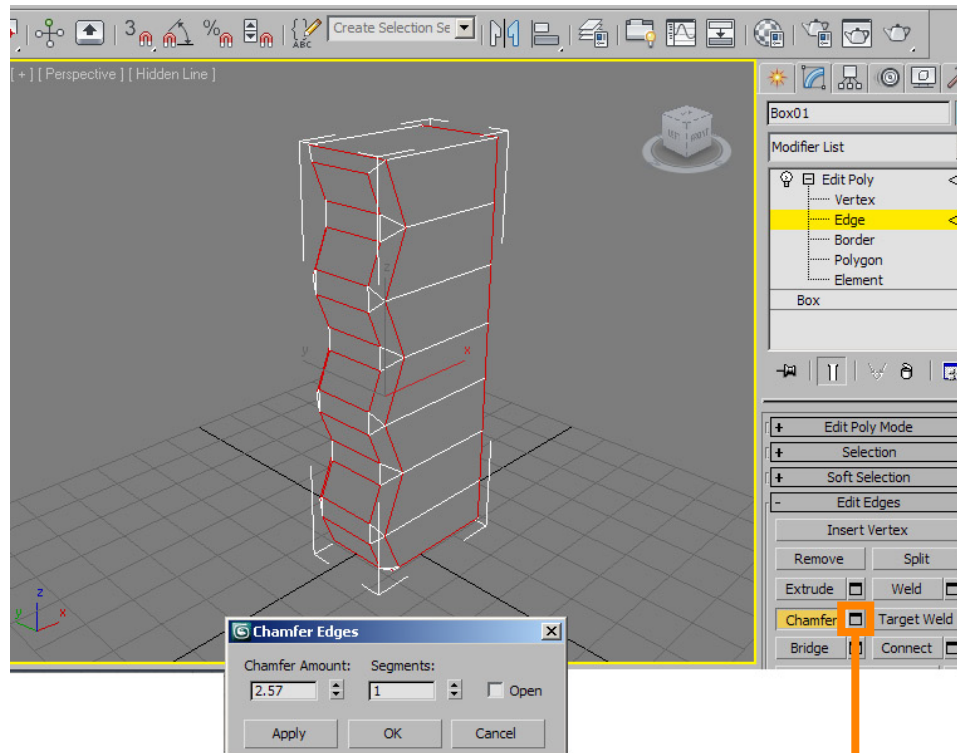 3
%
ABC
Create Selection Se
[ + ] [ Perspective ] [ Hidden Line ]
Box01
Modifier List
Edit Poly
Vertex
Edge
Border
Polygon
Element
Box
z
y
x
z
y
x
+ Edit Poly Mode
+ Selection
+ Soft Selection
- Edit Edges
Insert Vertex
Remove Split
Extrude Weld
Chamfer Target Weld
Bridge Connect
Chamfer Edges
Chamfer Amount: Segments:
2.57 1 Open
Apply OK Cancel